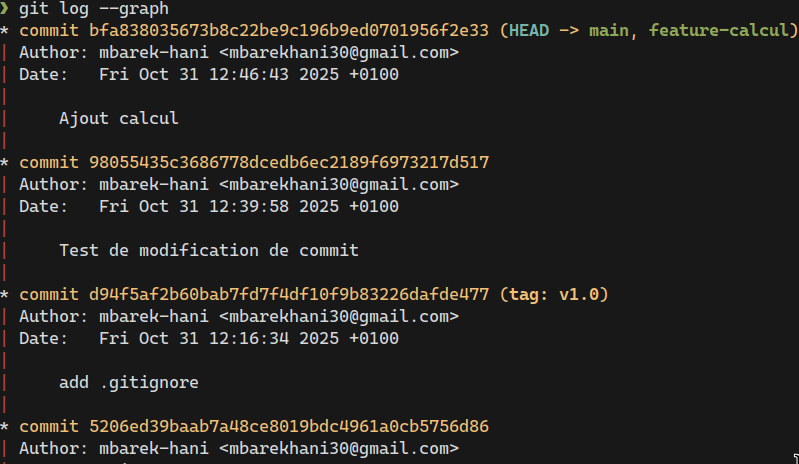 ❯ git log --graph
* commit bfa838035673b8c22be9c196b9ed0701956f2e33 (HEAD -> main, feature-calcul)
| Author: mbarek-hani <mbarekhani30@gmail.com>
| Date:   Fri Oct 31 12:46:43 2025 +0100
|
|     Ajout calcul
|
* commit 98055435c3686778dcedb6ec2189f6973217d517
| Author: mbarek-hani <mbarekhani30@gmail.com>
| Date:   Fri Oct 31 12:39:58 2025 +0100
|
|     Test de modification de commit
|
* commit d94f5af2b60bab7fd7f4df10f9b83226dafde477 (tag: v1.0)
| Author: mbarek-hani <mbarekhani30@gmail.com>
| Date:   Fri Oct 31 12:16:34 2025 +0100
|
|     add .gitignore
|
* commit 5206ed39baab7a48ce8019bdc4961a0cb5756d86
| Author: mbarek-hani <mbarekhani30@gmail.com>